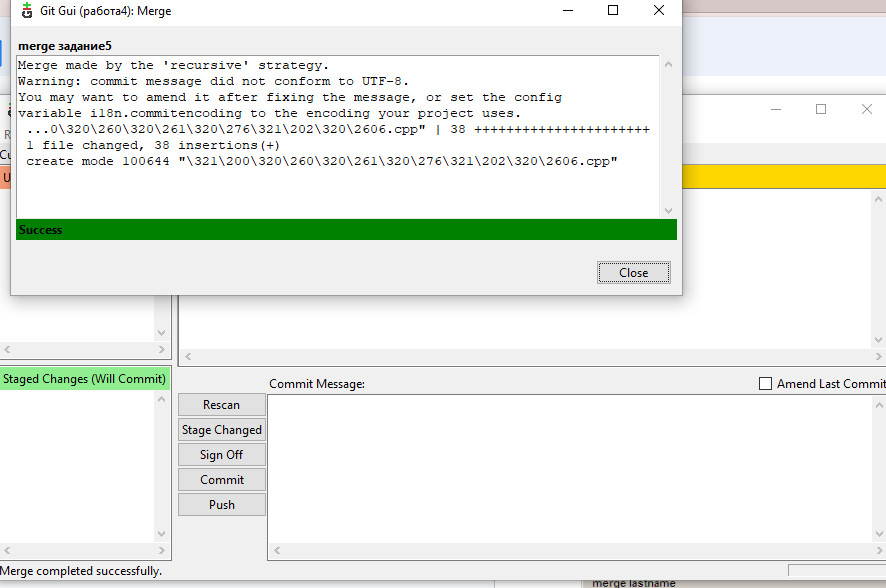 Git Gui (работа4): Merge
merge задание5
Merge made by the 'recursive' strategy.
Warning: commit message did not conform to UTF-8.
You may want to amend it after fixing the message, or set the config
variable i18n.commitencoding to the encoding your project uses.
...0\320\260\320\261\320\276\321\202\320\2606.cpp" | 38 ++++++++++++++++++++++
1 file changed, 38 insertions(+)
create mode 100644 "\321\200\320\260\320\261\320\276\321\202\320\2606.cpp"
Success
Close
Staged Changes (Will Commit)
Commit Message:
Amend Last Commit
Rescan
Stage Changed
Sign Off
Commit
Push
Merge completed successfully.
merge lastname